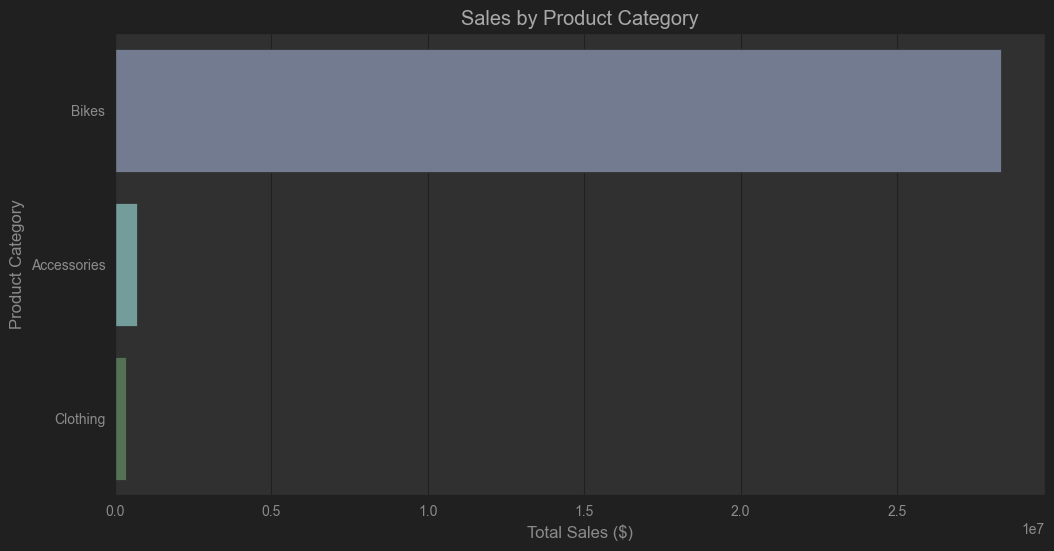 Sales by Product Category
Product Category
Bikes
Accessories
Clothing
0.0 0.5 1.0 1.5 2.0 2.5
1e7
Total Sales ($)